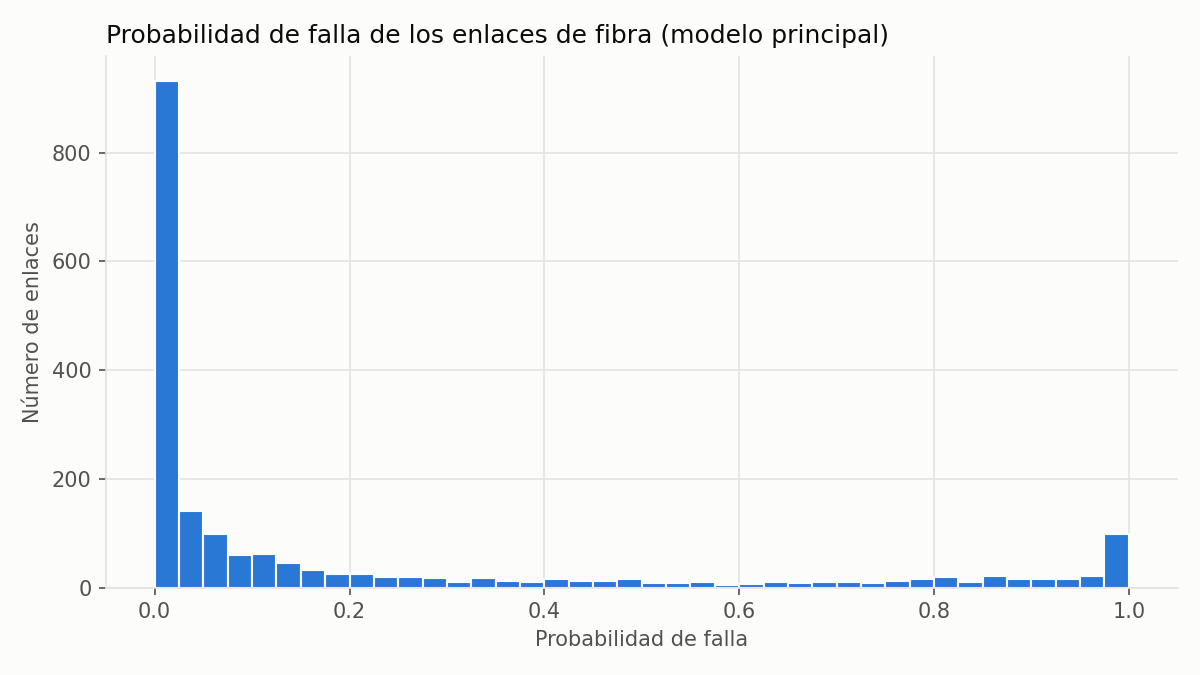 Probabilidad de falla de los enlaces de fibra (modelo principal)
Número de enlaces
800
600
400
200
0
0.0 0.2 0.4 0.6 0.8 1.0
Probabilidad de falla